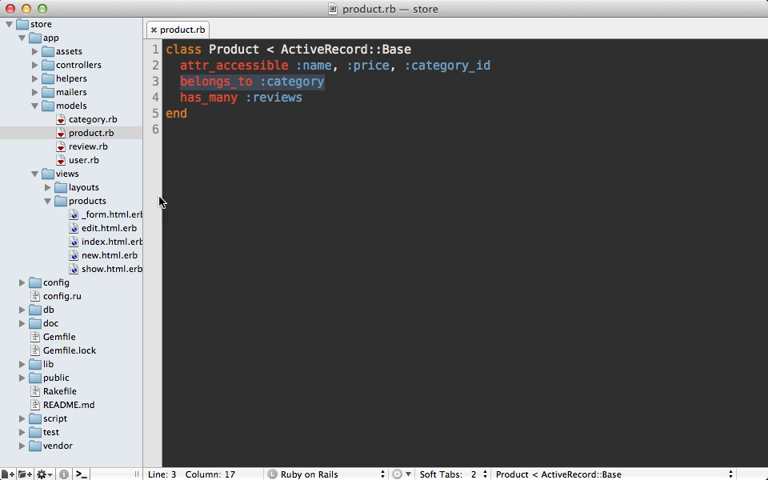 product.rb — store
store
app
assets
controllers
helpers
mailers
models
category.rb
product.rb
review.rb
user.rb
views
layouts
products
_form.html.erb
edit.html.erb
index.html.erb
new.html.erb
show.html.erb
config
config.ru
db
doc
Gemfile
Gemfile.lock
lib
public
Rakefile
README.md
script
test
vendor
product.rb
1 class Product < ActiveRecord::Base
2 attr_accessible :name, :price, :category_id
3 belongs_to :category
4 has_many :reviews
5 end
6
Line: 3 Column: 17
Ruby on Rails
Soft Tabs: 2
Product < ActiveRecord::Base